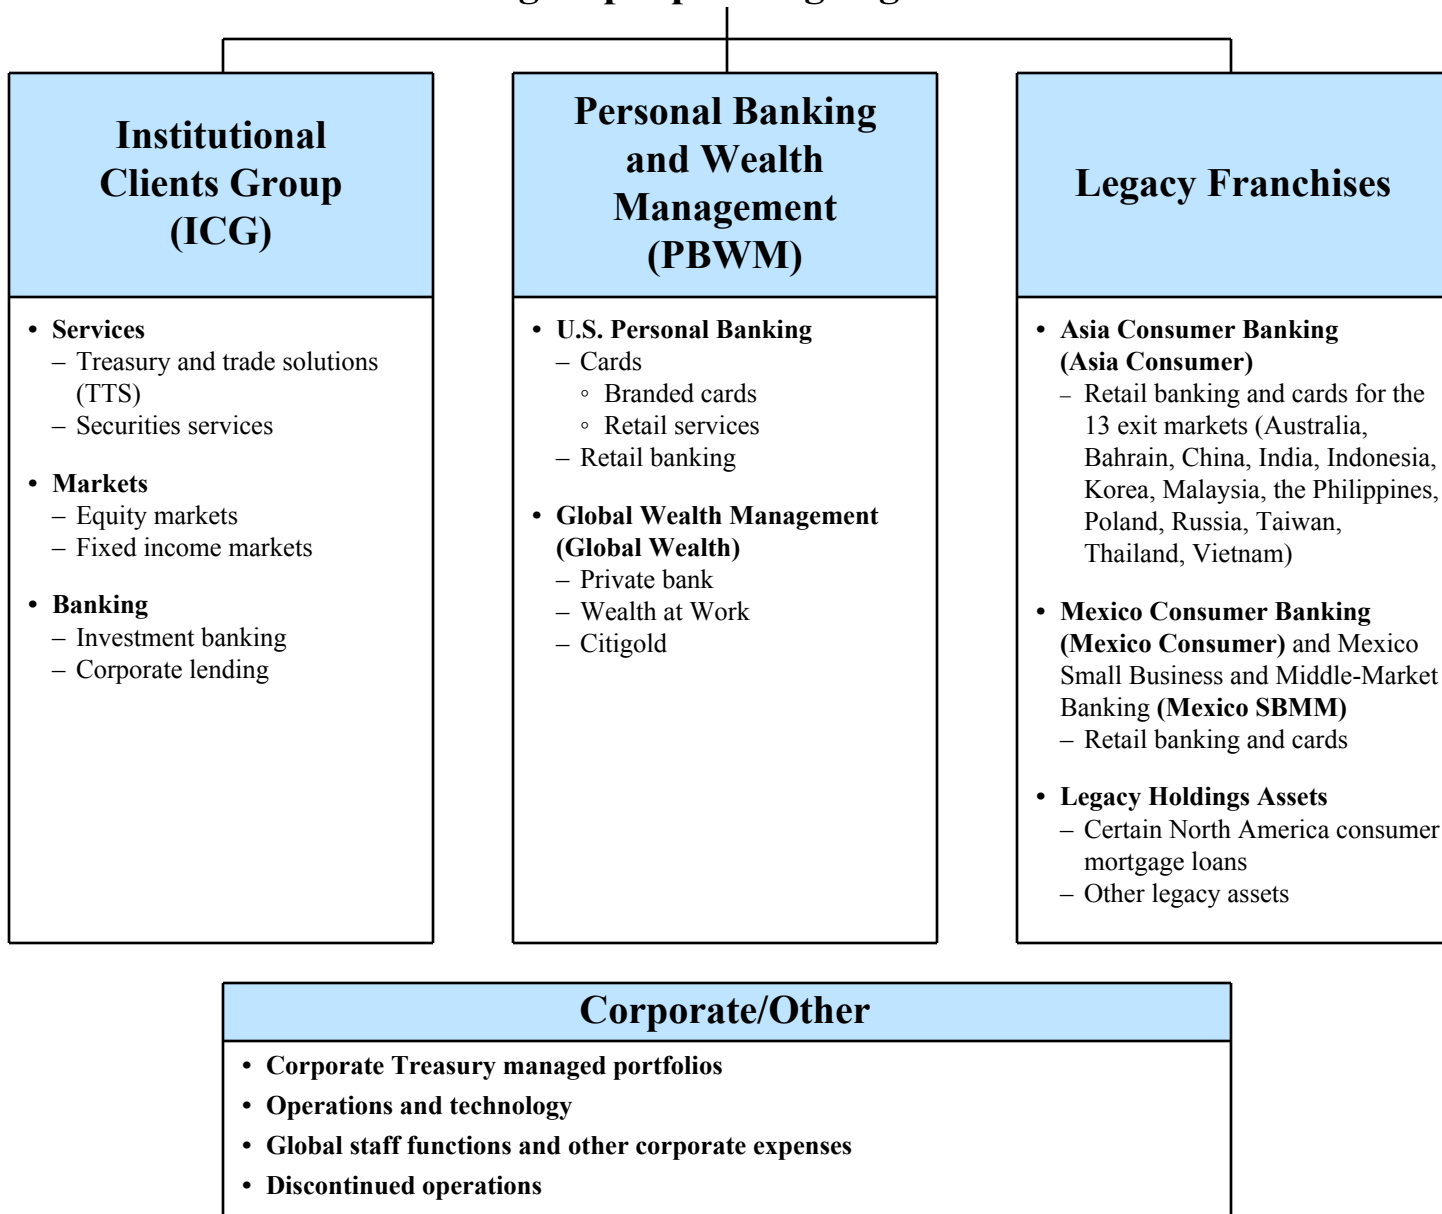 Institutional
Clients Group
(ICG)
• Services
– Treasury and trade solutions
(TTS)
– Securities services
• Markets
– Equity markets
– Fixed income markets
• Banking
– Investment banking
– Corporate lending
Personal Banking
and Wealth
Management
(PBWM)
• U.S. Personal Banking
– Cards
◦ Branded cards
◦ Retail services
– Retail banking
• Global Wealth Management
(Global Wealth)
– Private bank
– Wealth at Work
– Citigold
Legacy Franchises
• Asia Consumer Banking
(Asia Consumer)
– Retail banking and cards for the
13 exit markets (Australia,
Bahrain, China, India, Indonesia,
Korea, Malaysia, the Philippines,
Poland, Russia, Taiwan,
Thailand, Vietnam)
• Mexico Consumer Banking
(Mexico Consumer) and Mexico
Small Business and Middle-Market
Banking (Mexico SBMM)
– Retail banking and cards
• Legacy Holdings Assets
– Certain North America consumer
mortgage loans
– Other legacy assets
Corporate/Other
• Corporate Treasury managed portfolios
• Operations and technology
• Global staff functions and other corporate expenses
• Discontinued operations